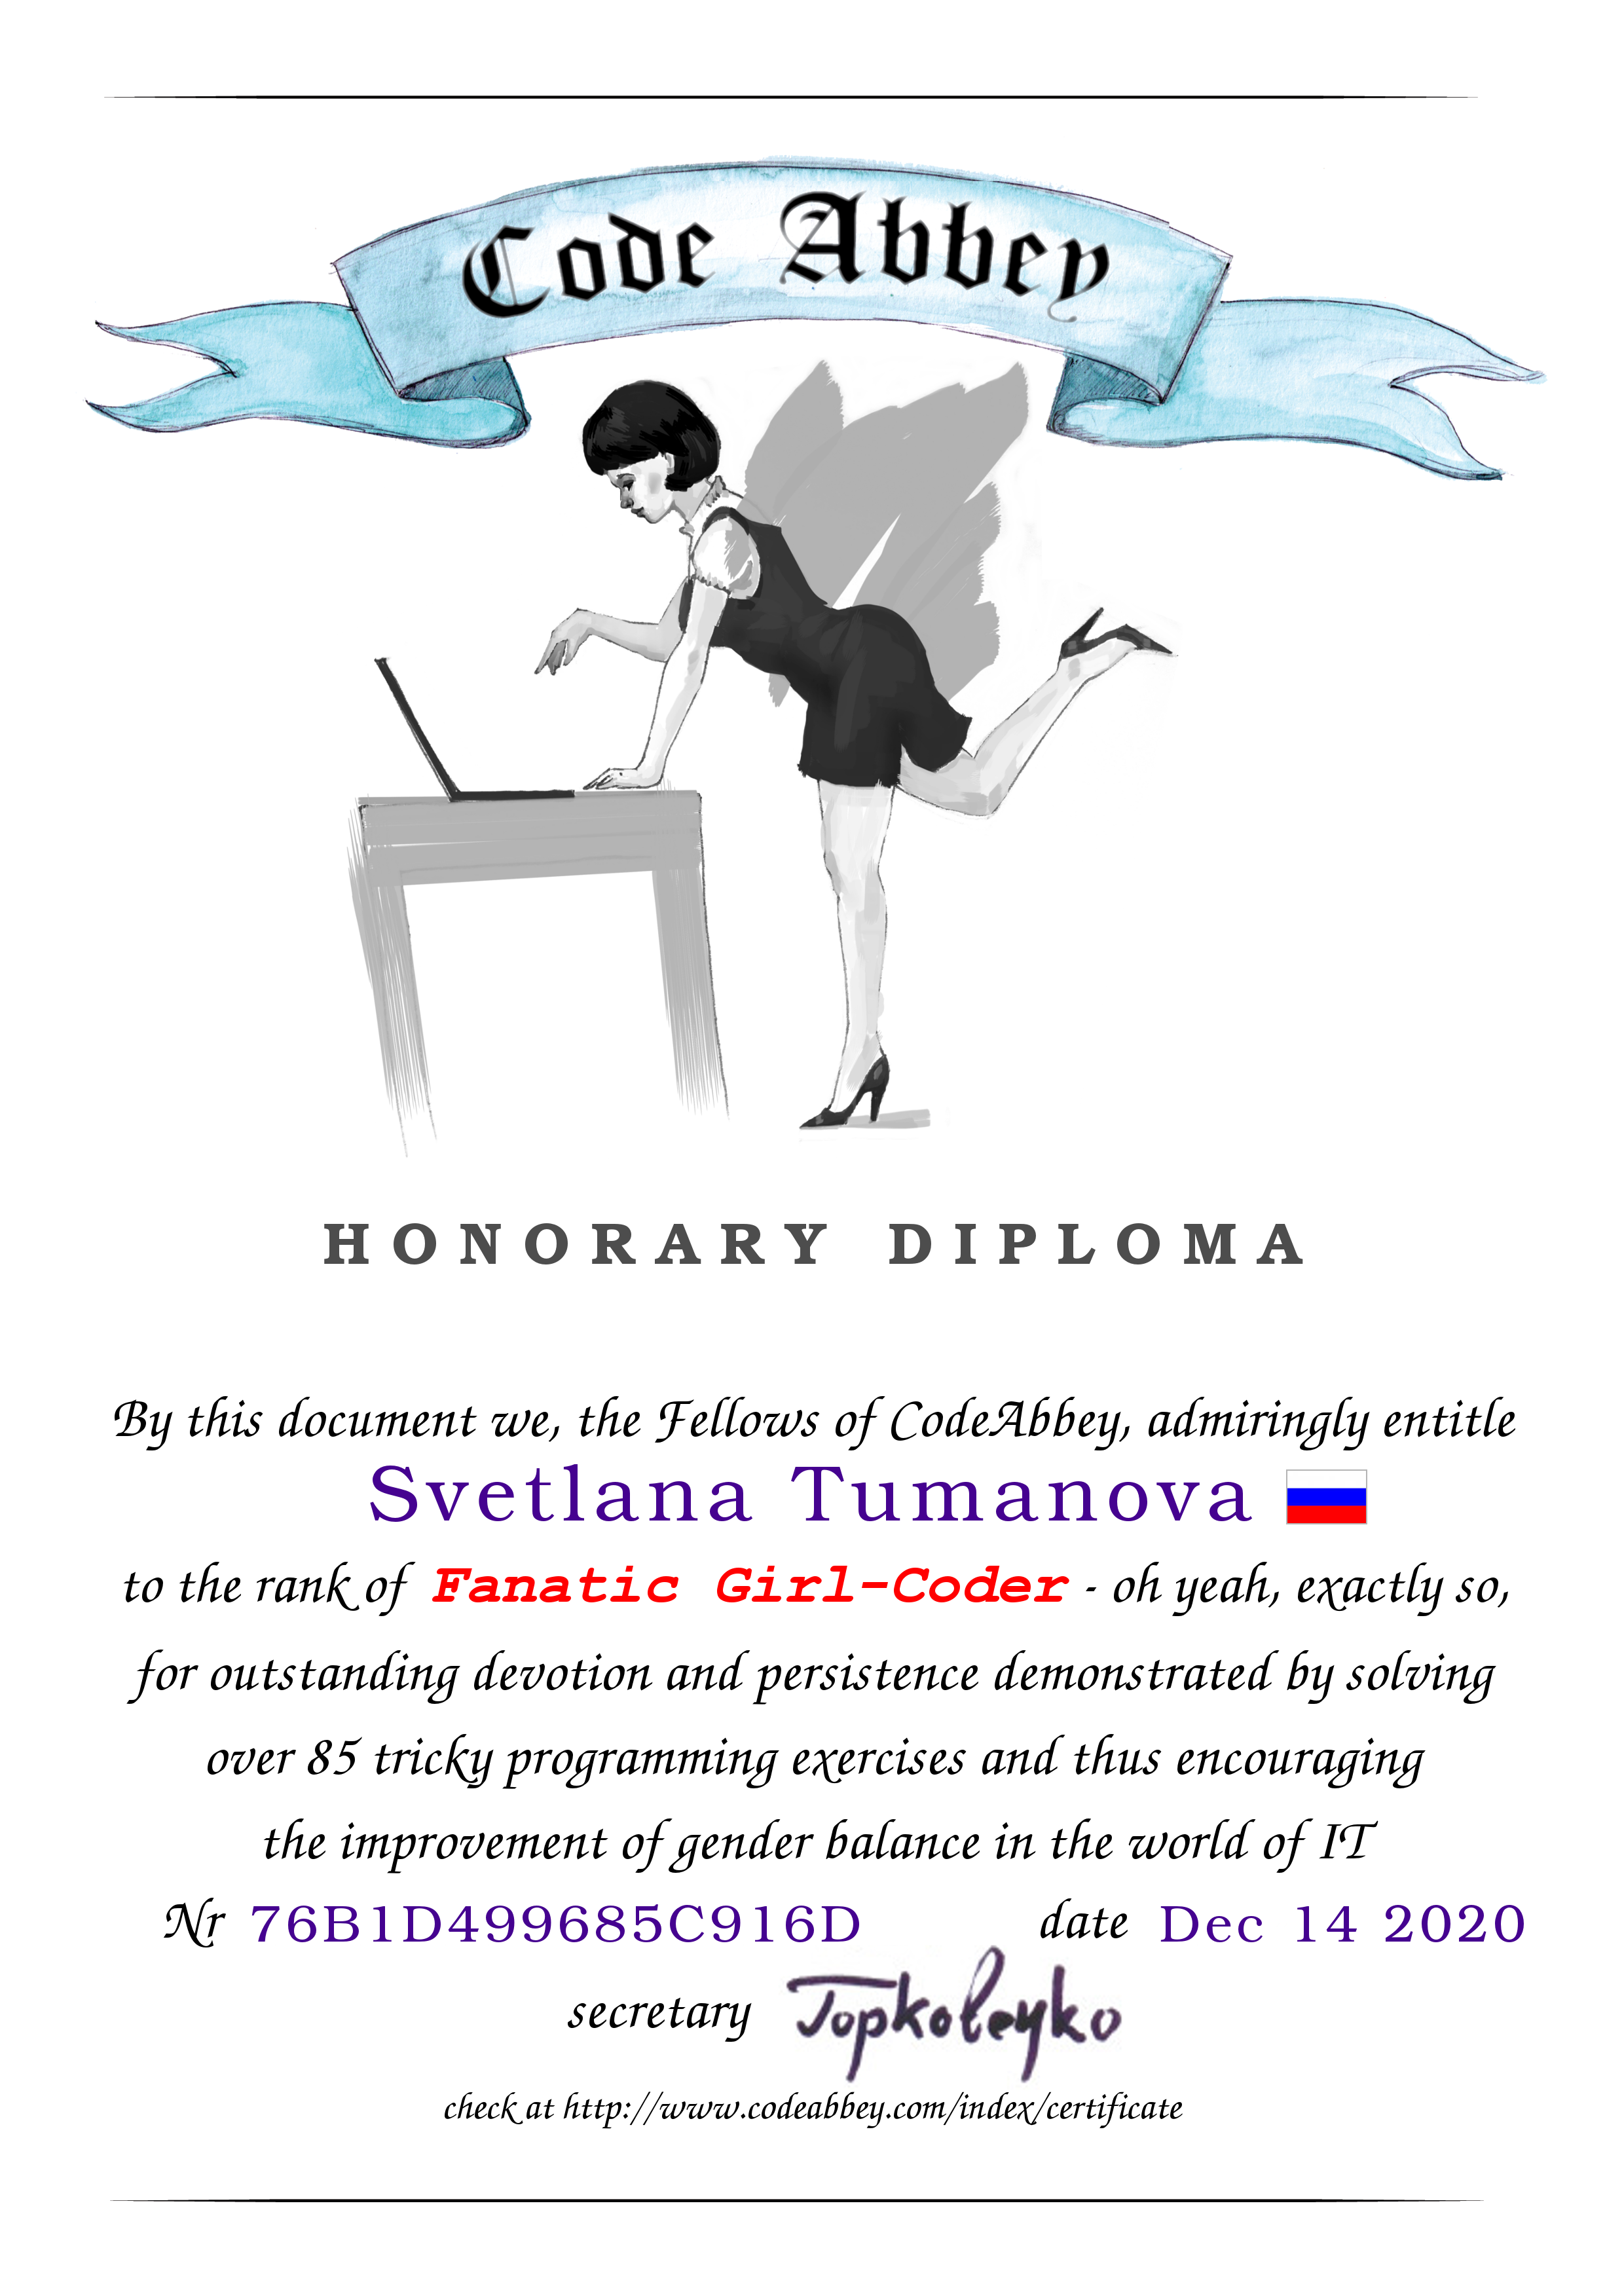 Code Abbey
HONORARY DIPLOMA
By this document we, the Fellows of CodeAbbey, admiringly entitle
Svetlana Tumanova
to the rank of Fanatic Girl-Coder - oh yeah, exactly so,
for outstanding devotion and persistence demonstrated by solving
over 85 tricky programming exercises and thus encouraging
the improvement of gender balance in the world of IT
Nr 76B1D499685C916D date Dec 14 2020
secretary
check at http://www.codeabbey.com/index/certificate